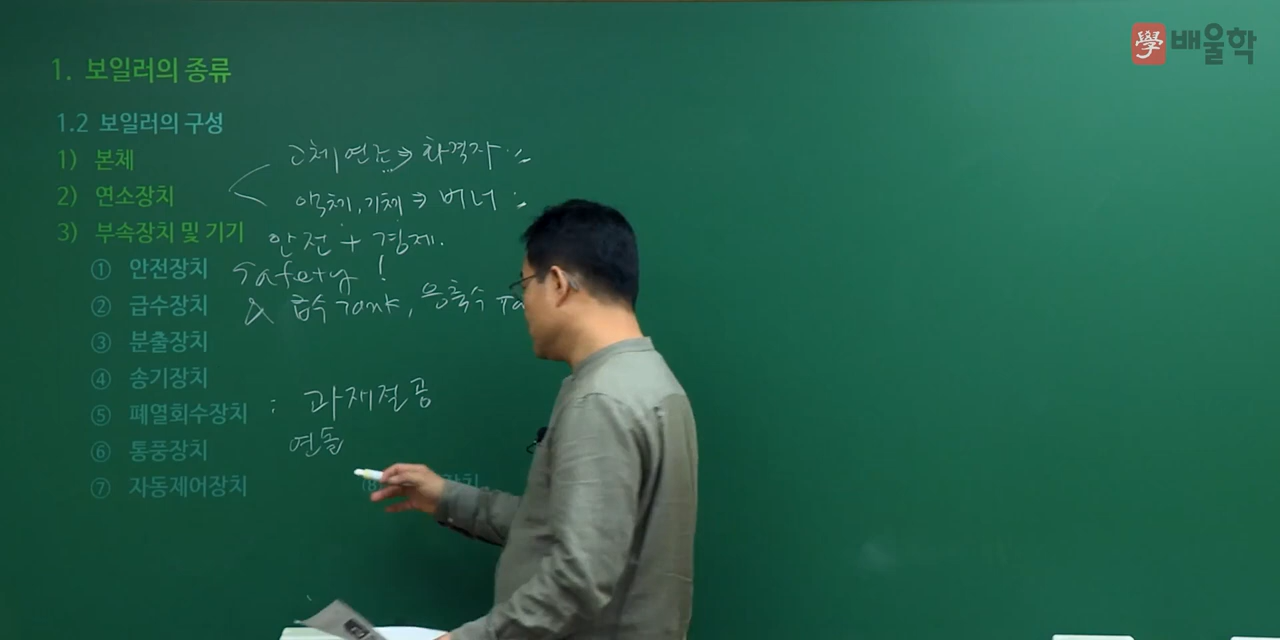 學 배울학
1. 보일러의 종류
1.2 보일러의 구성
1) 본체
고체연료 ⇒ 화격자
2) 연소장치
액체, 기체 ⇒ 버너
3) 부속장치 및 기기
안전 + 경제.
① 안전장치
Safety !
② 급수장치
& 급수 Tank, 응축수 Ta
③ 분출장치
④ 송기장치
⑤ 폐열회수장치
: 과재절공
⑥ 통풍장치
연돌
⑦ 자동제어장치